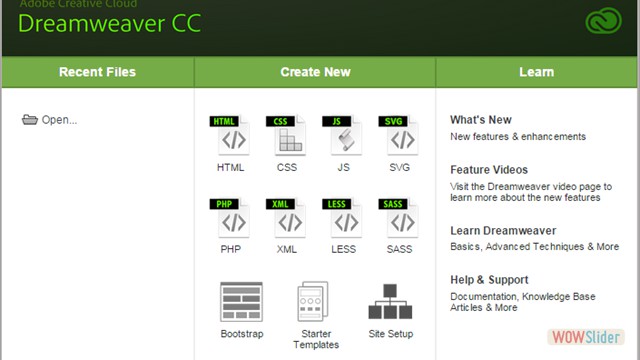 Adobe Creative Cloud
Dreamweaver CC
Recent Files
Create New
Learn
Open...
HTML
CSS
JS
SVG
HTML
CSS
JS
SVG
PHP
XML
LESS
SASS
PHP
XML
LESS
SASS
Bootstrap
Starter
Templates
Site Setup
What's New
New features & enhancements
Feature Videos
Visit the Dreamweaver video page to
learn more about the new features
Learn Dreamweaver
Basics, Advanced Techniques & More
Help & Support
Documentation, Knowledge Base
Articles & More
WOWSlider